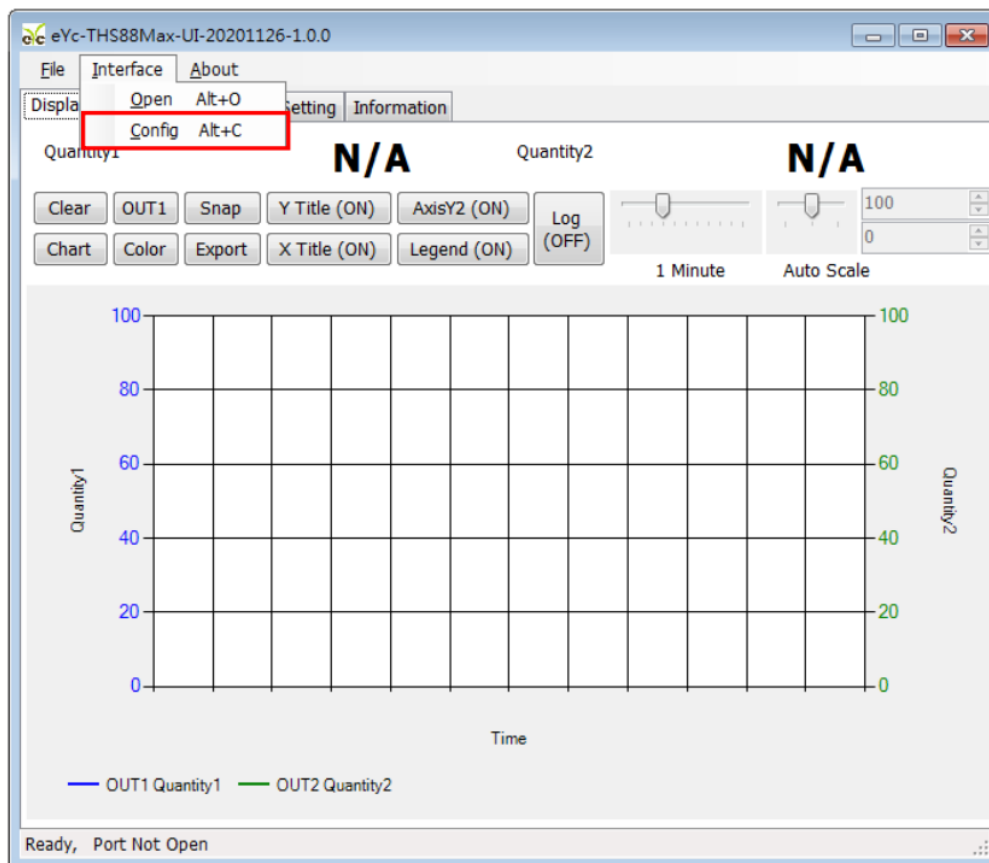 eYc-THS88Max-UI-20201126-1.0.0
File Interface About
Open Alt+O
Config Alt+C
Setting Information
Quantity1 N/A Quantity2 N/A
Clear OUT1 Snap Y Title (ON) AxisY2 (ON) Log (OFF) 100
Chart Color Export X Title (ON) Legend (ON) 0
1 Minute Auto Scale
100 100
80 80
60 60
Quantity1 Quantity2
40 40
20 20
0 0
Time
OUT1 Quantity1 OUT2 Quantity2
Ready, Port Not Open